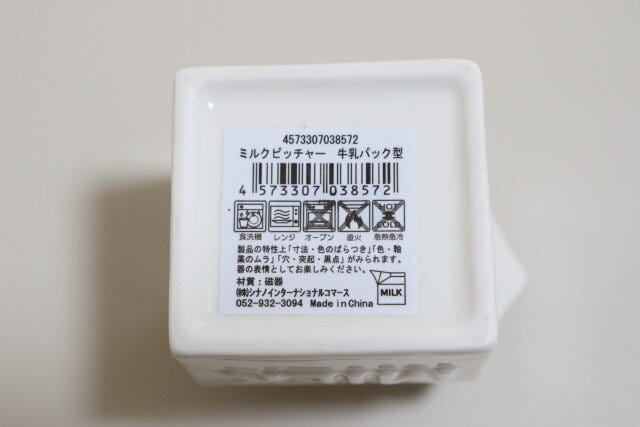 4573307038572
ミルクピッチャー 牛乳パック型
4 573307 038572
HOT COLD
食洗機 レンジ オーブン 直火 急熱急冷
製品の特性上「寸法・色のばらつき」「色・釉
薬のムラ」「穴・突起・黒点」がみられます。
器の表情としてお楽しみください。
材質：磁器
㈱シナノインターナショナルコマース
052-932-3094 Made in China
MILK